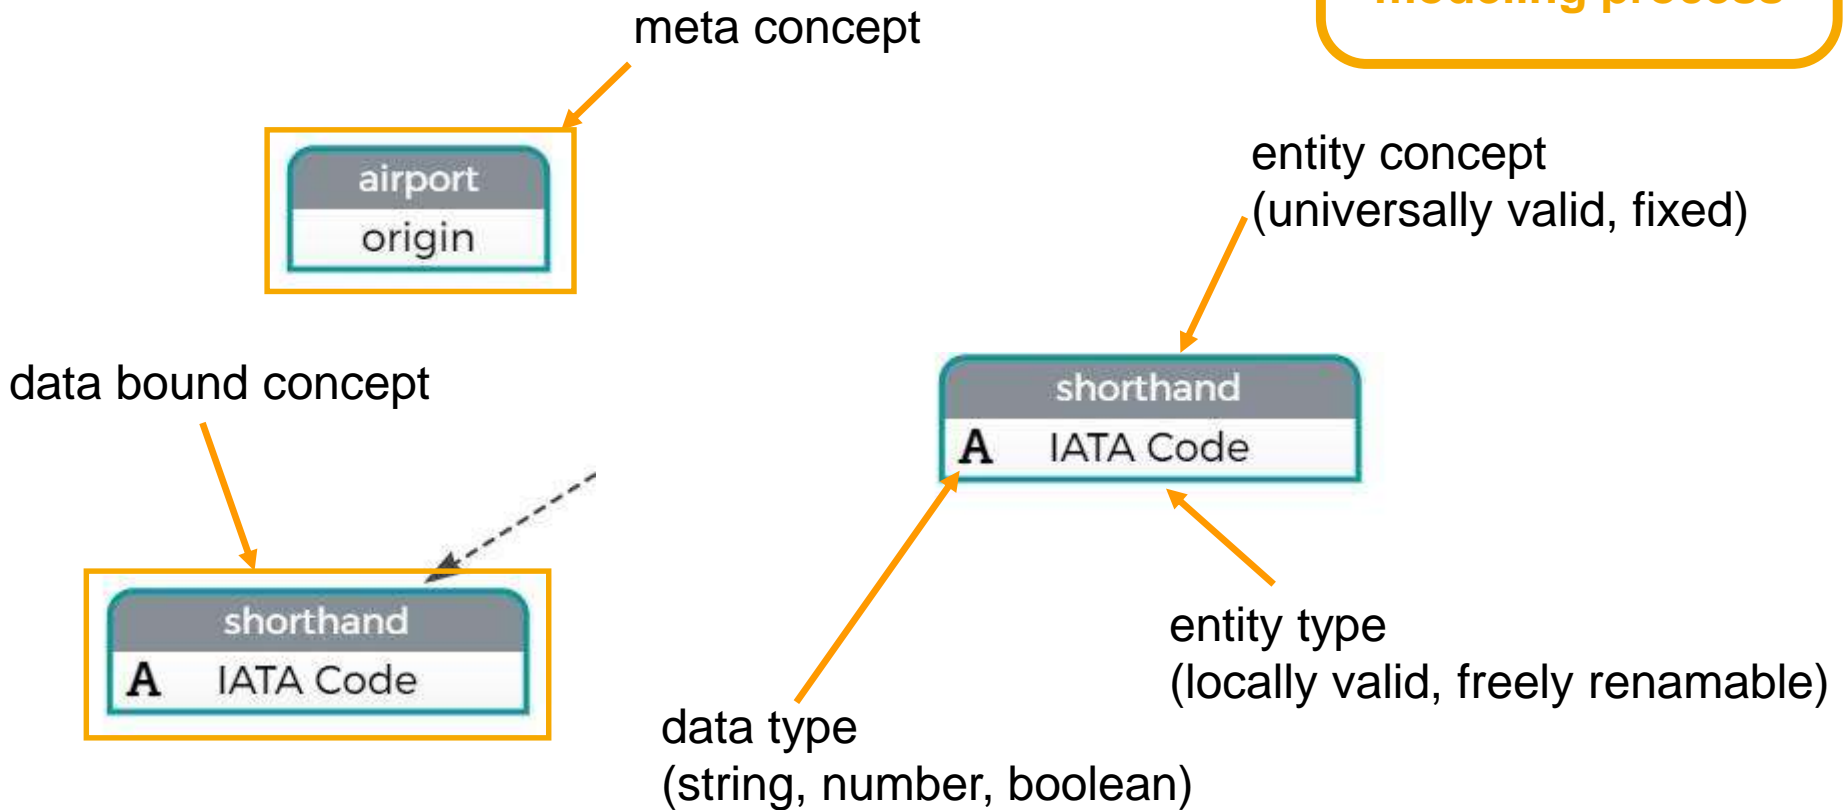 modeling process
meta concept
airport
origin
entity concept
(universally valid, fixed)
data bound concept
shorthand
A IATA Code
shorthand
A IATA Code
entity type
(locally valid, freely renamable)
data type
(string, number, boolean)